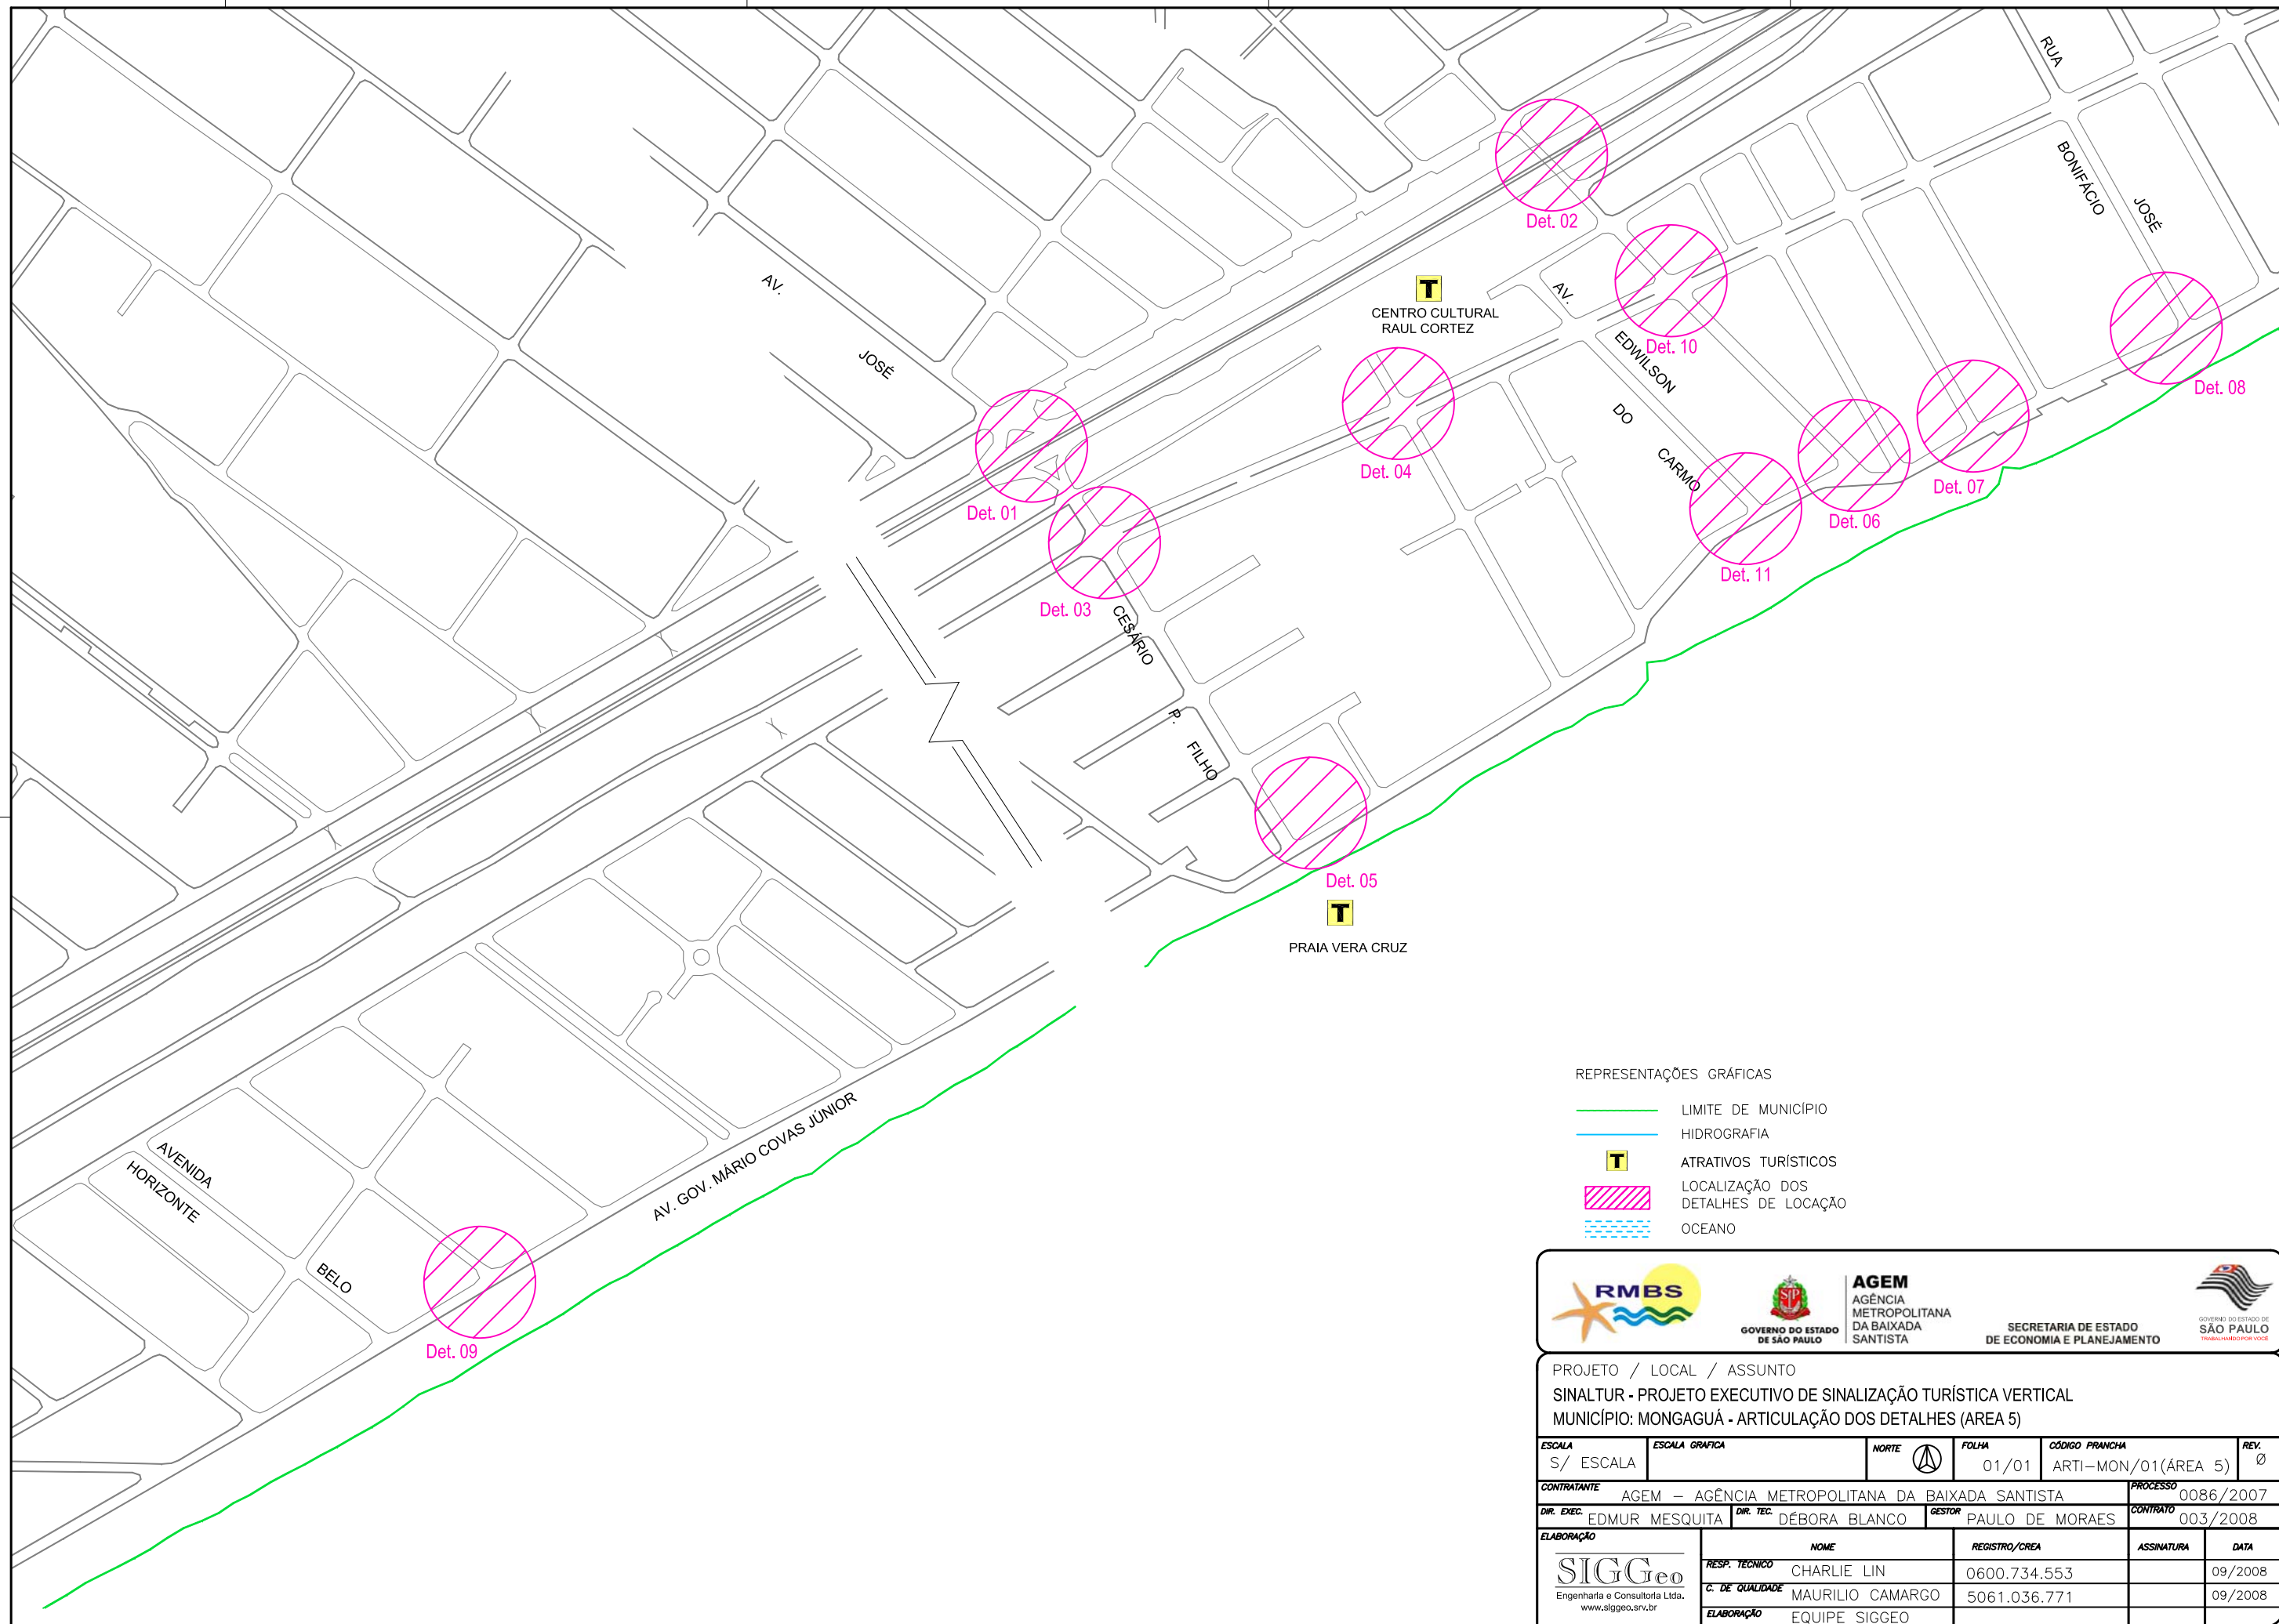 RUA
BONIFÁCIO
JOSÉ
Det. 02
AV.
JOSÉ
T
CENTRO CULTURAL
RAUL CORTEZ
AV.
EDWILSON
DO
CARMO
Det. 10
Det. 08
Det. 04
Det. 07
Det. 01
Det. 06
Det. 11
Det. 03
CESÁRIO
P.
FILHO
Det. 05
T
PRAIA VERA CRUZ
AVENIDA
HORIZONTE
BELO
AV. GOV. MÁRIO COVAS JÚNIOR
Det. 09
REPRESENTAÇÕES GRÁFICAS
LIMITE DE MUNICÍPIO
HIDROGRAFIA
T
ATRATIVOS TURÍSTICOS
LOCALIZAÇÃO DOS
DETALHES DE LOCAÇÃO
OCEANO
RMBS
SP
GOVERNO DO ESTADO
DE SÃO PAULO
AGEM
AGÊNCIA
METROPOLITANA
DA BAIXADA
SANTISTA
SECRETARIA DE ESTADO
DE ECONOMIA E PLANEJAMENTO
GOVERNO DO ESTADO DE
SÃO PAULO
TRABALHANDO POR VOCÊ
PROJETO / LOCAL / ASSUNTO
SINALTUR - PROJETO EXECUTIVO DE SINALIZAÇÃO TURÍSTICA VERTICAL
MUNICÍPIO: MONGAGUÁ - ARTICULAÇÃO DOS DETALHES (AREA 5)
ESCALA
S/ ESCALA
ESCALA GRAFICA
NORTE
FOLHA
01/01
CÓDIGO PRANCHA
ARTI-MON/01(ÁREA 5)
REV.
Ø
CONTRATANTE
AGEM - AGÊNCIA METROPOLITANA DA BAIXADA SANTISTA
PROCESSO
0086/2007
DIR. EXEC. EDMUR MESQUITA
DIR. TEC. DÉBORA BLANCO
GESTOR PAULO DE MORAES
CONTRATO
003/2008
ELABORAÇÃO
SIGGeo
Engenharia e Consultoria Ltda.
www.siggeo.srv.br
NOME
REGISTRO/CREA
ASSINATURA
DATA
RESP. TÉCNICO CHARLIE LIN
0600.734.553
09/2008
C. DE QUALIDADE MAURILIO CAMARGO
5061.036.771
09/2008
ELABORAÇÃO EQUIPE SIGGEO